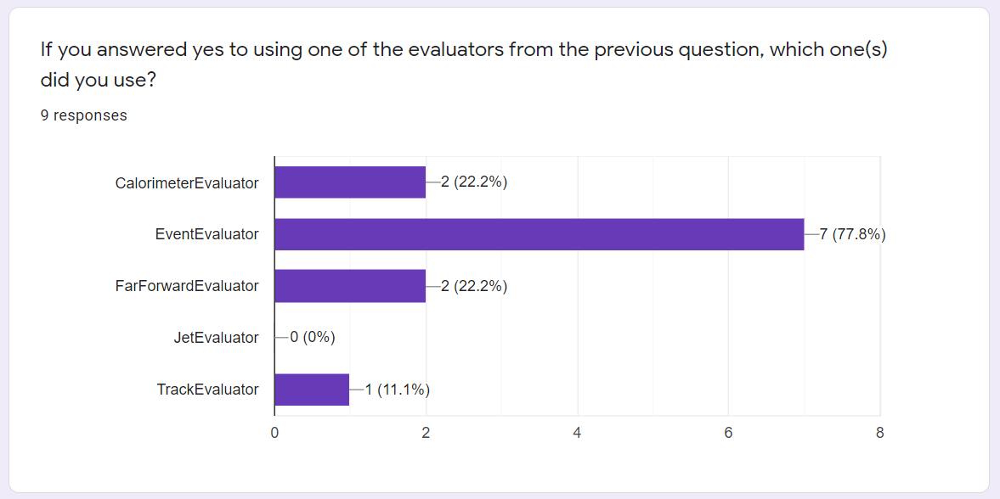 If you answered yes to using one of the evaluators from the previous question, which one(s)
did you use?
9 responses
CalorimeterEvaluator
2 (22.2%)
EventEvaluator
7 (77.8%)
FarForwardEvaluator
2 (22.2%)
JetEvaluator
0 (0%)
TrackEvaluator
1 (11.1%)
0 2 4 6 8